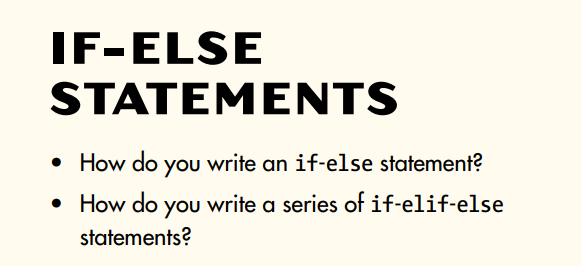 IF-ELSE
STATEMENTS
• How do you write an if-else statement?
• How do you write a series of if-elif-else
statements?